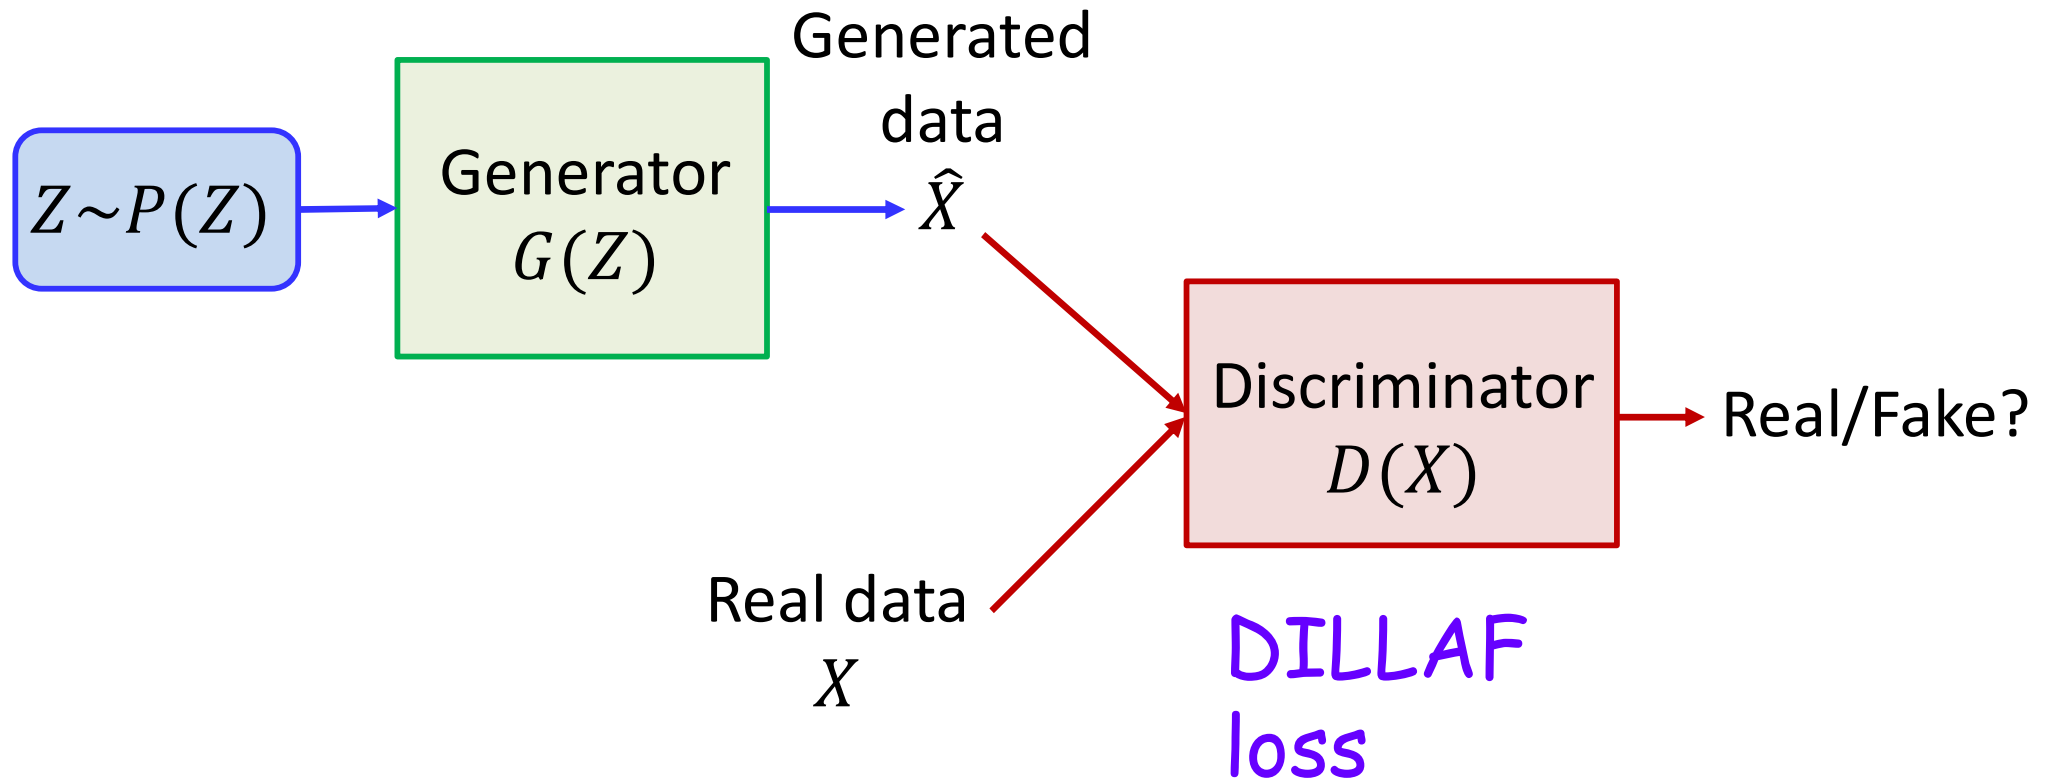 Z~P(Z)
Generator
G(Z)
Generated
data
X̂
Real data
X
Discriminator
D(X)
Real/Fake?
DILLAF
loss